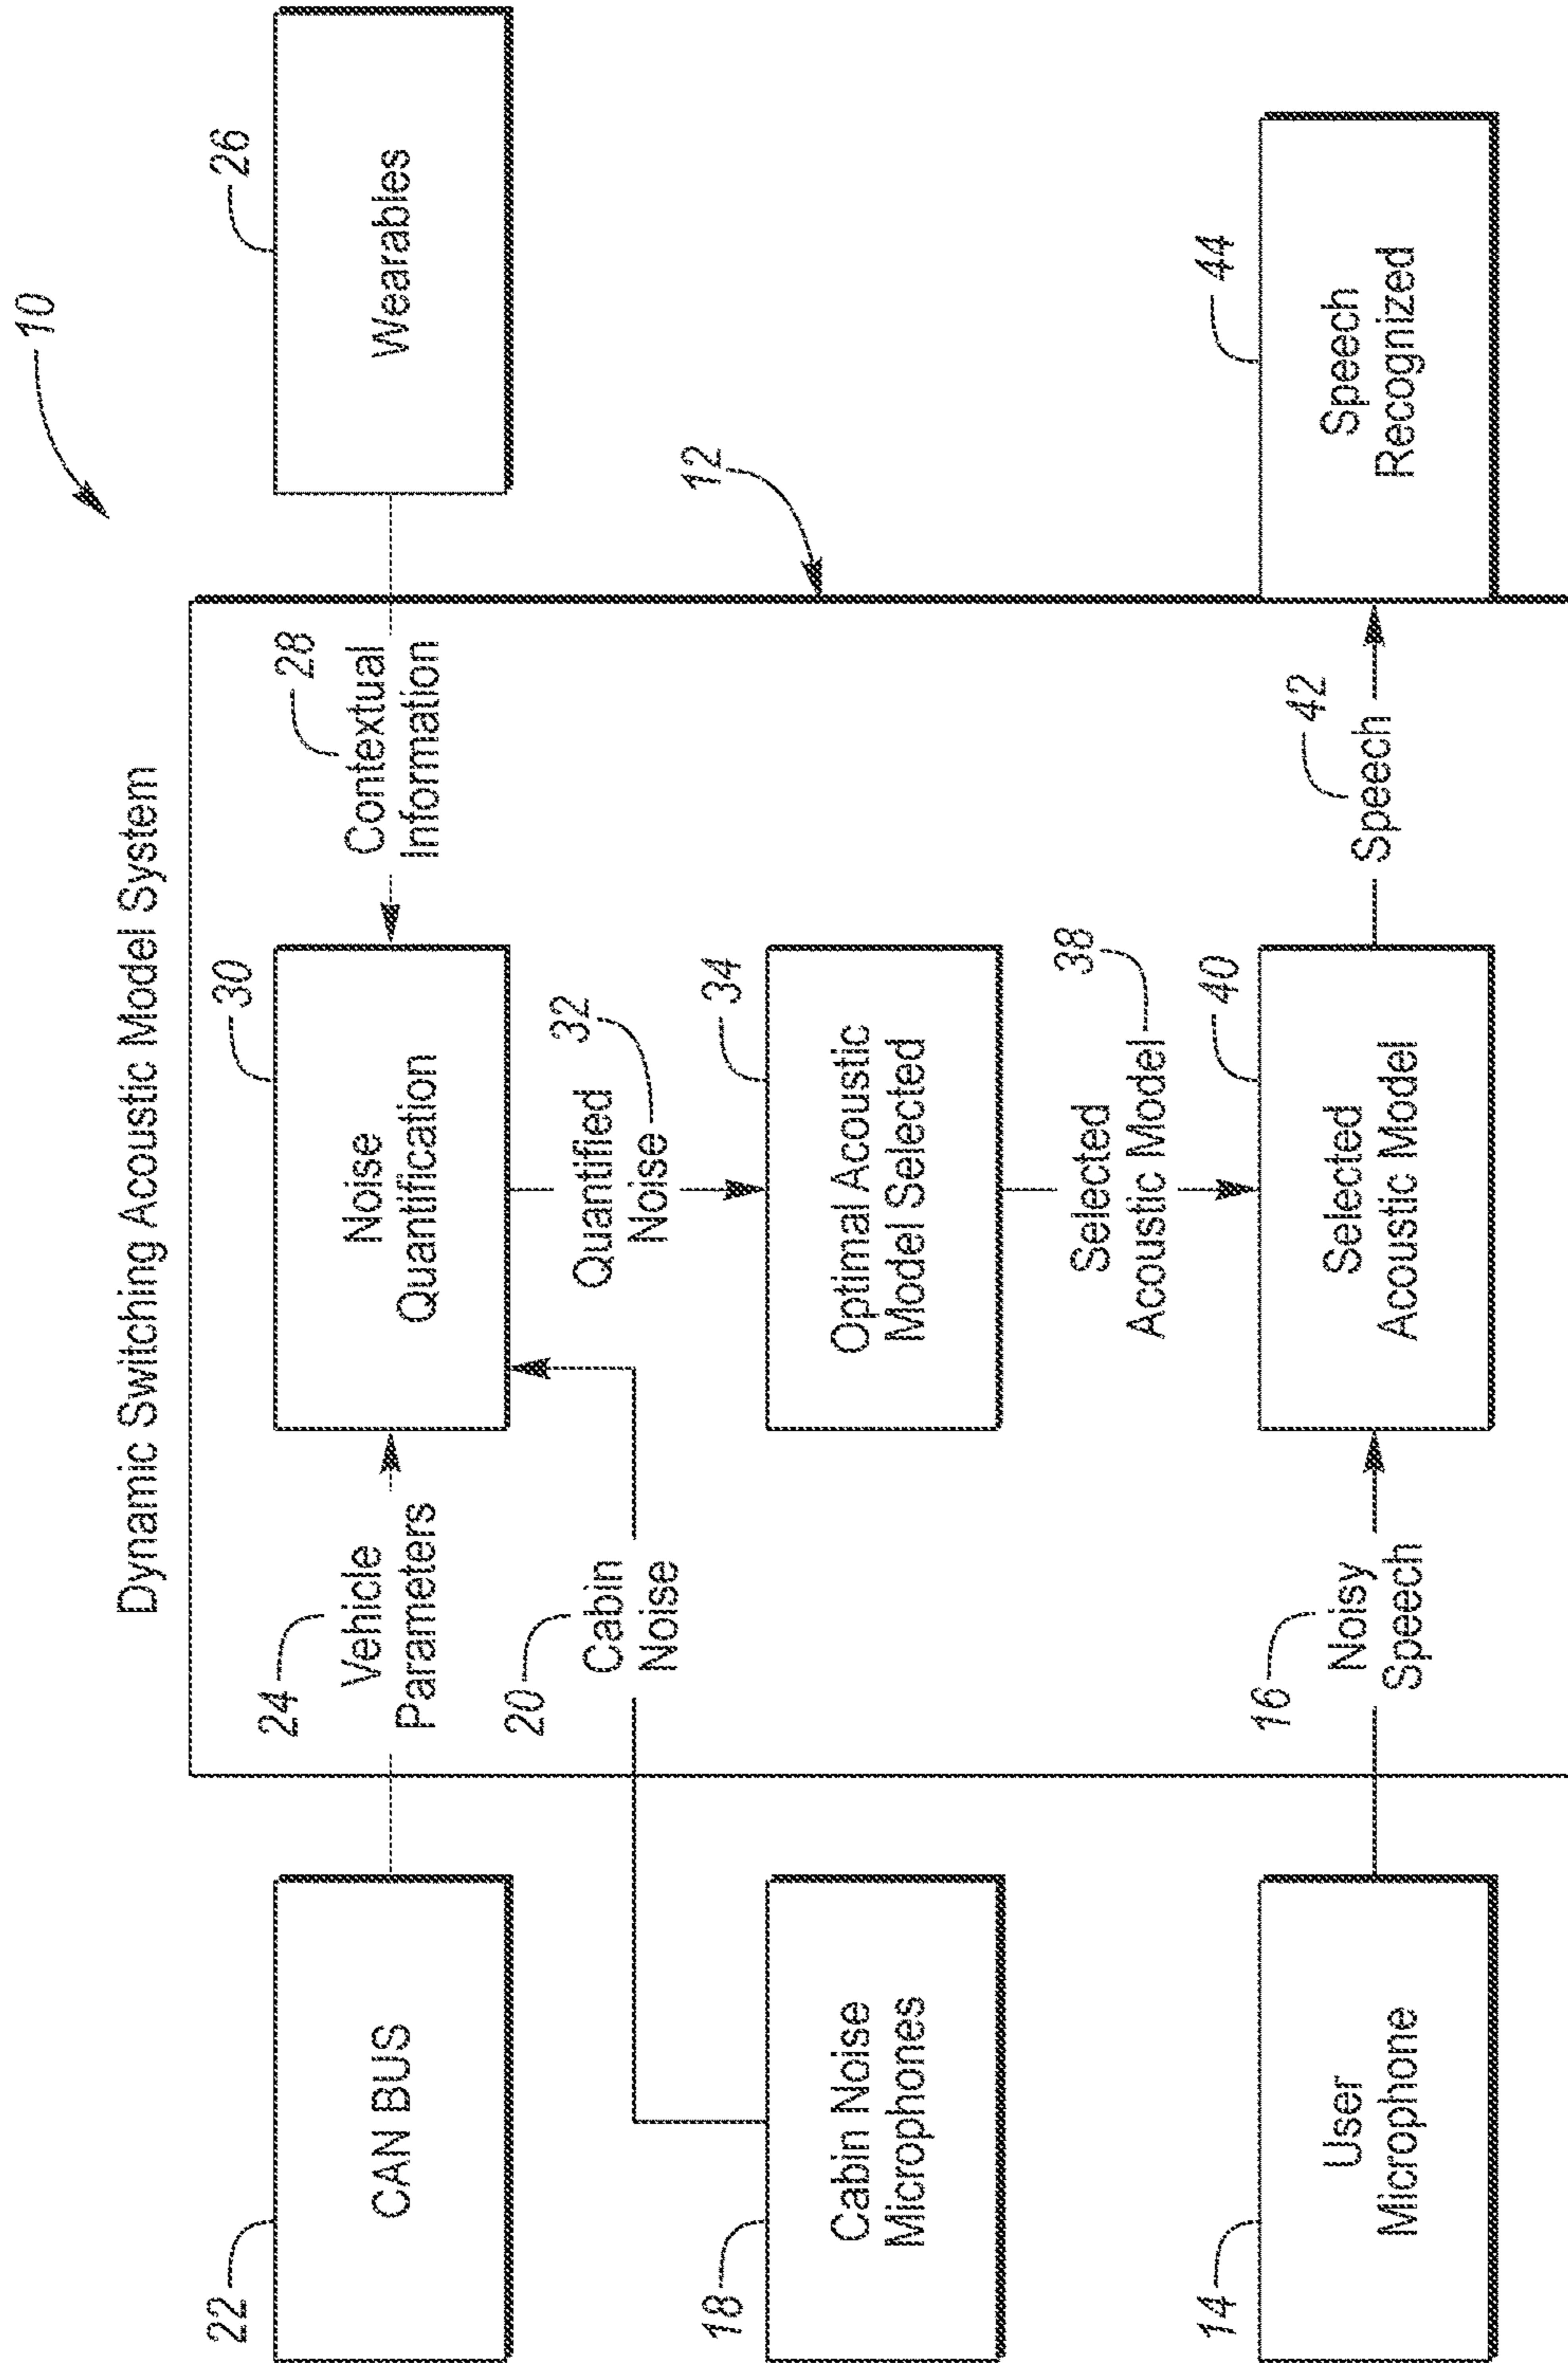 10
Dynamic Switching Acoustic Model System
22
CAN BUS
24
Vehicle
Parameters
30
Noise
Quantification
28
Contextual
Information
26
Wearables
18
Cabin Noise
Microphones
20
Cabin
Noise
Quantified
Noise
32
34
Optimal Acoustic
Model Selected
12
Selected
Acoustic Model
38
14
User
Microphone
16
Noisy
Speech
40
Selected
Acoustic Model
42
Speech
44
Speech
Recognized